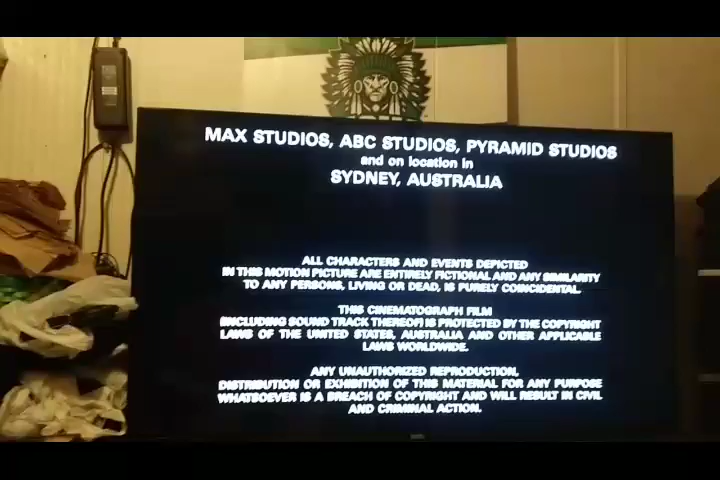 MAX STUDIOS, ABC STUDIOS, PYRAMID STUDIOS
and on location in
SYDNEY, AUSTRALIA
ALL CHARACTERS AND EVENTS DEPICTED
IN THIS MOTION PICTURE ARE ENTIRELY FICTIONAL AND ANY SIMILARITY
TO ANY PERSONS, LIVING OR DEAD, IS PURELY COINCIDENTAL.
THIS CINEMATOGRAPH FILM
(INCLUDING SOUND TRACK THEREOF) IS PROTECTED BY THE COPYRIGHT
LAWS OF THE UNITED STATES, AUSTRALIA AND OTHER APPLICABLE
LAWS WORLDWIDE.
ANY UNAUTHORIZED REPRODUCTION,
DISTRIBUTION OR EXHIBITION OF THIS MATERIAL FOR ANY PURPOSE
WHATSOEVER IS A BREACH OF COPYRIGHT AND WILL RESULT IN CIVIL
AND CRIMINAL ACTION.